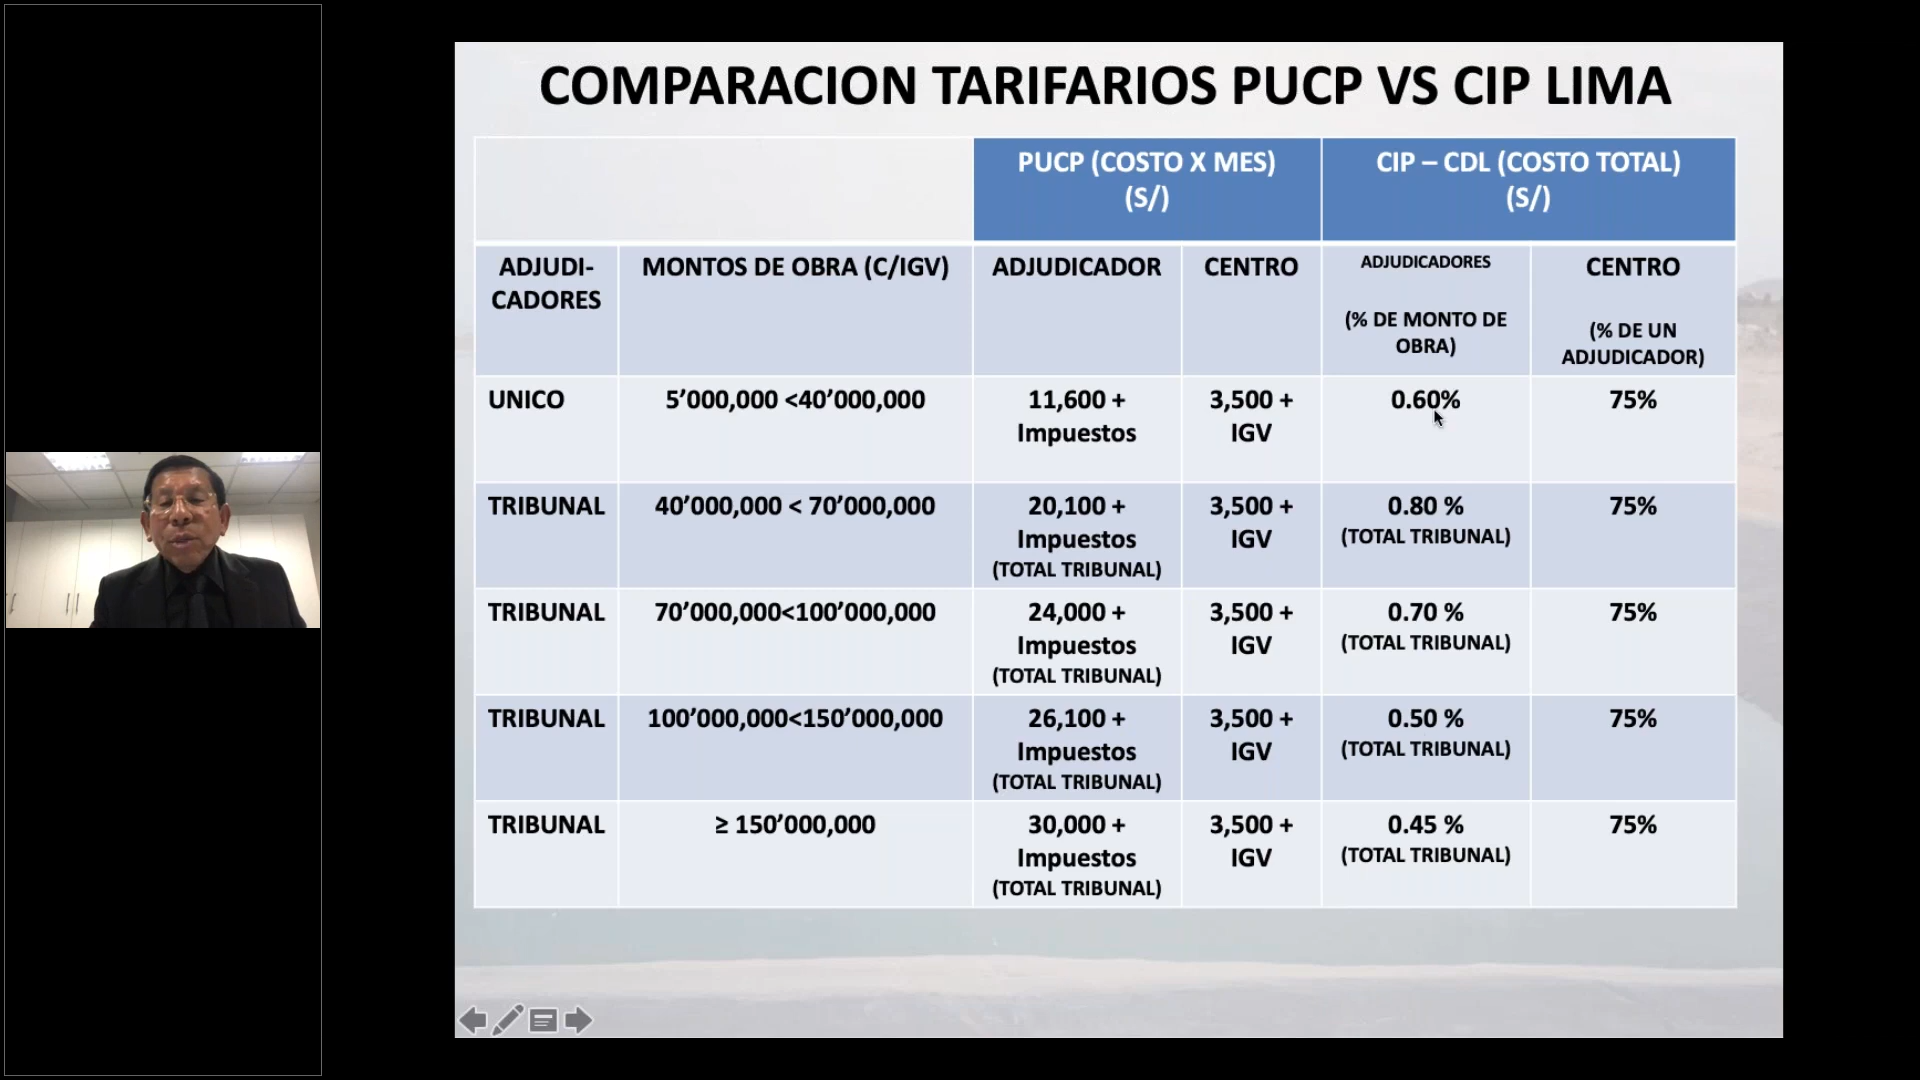 COMPARACION TARIFARIOS PUCP VS CIP LIMA
PUCP (COSTO X MES)
(S/)
CIP – CDL (COSTO TOTAL)
(S/)
ADJUDI-
CADORES
MONTOS DE OBRA (C/IGV)
ADJUDICADOR
CENTRO
ADJUDICADORES
(% DE MONTO DE
OBRA)
CENTRO
(% DE UN
ADJUDICADOR)
UNICO
5’000,000 <40’000,000
11,600 +
Impuestos
3,500 +
IGV
0.60%
75%
TRIBUNAL
40’000,000 < 70’000,000
20,100 +
Impuestos
(TOTAL TRIBUNAL)
3,500 +
IGV
0.80 %
(TOTAL TRIBUNAL)
75%
TRIBUNAL
70’000,000<100’000,000
24,000 +
Impuestos
(TOTAL TRIBUNAL)
3,500 +
IGV
0.70 %
(TOTAL TRIBUNAL)
75%
TRIBUNAL
100’000,000<150’000,000
26,100 +
Impuestos
(TOTAL TRIBUNAL)
3,500 +
IGV
0.50 %
(TOTAL TRIBUNAL)
75%
TRIBUNAL
≥ 150’000,000
30,000 +
Impuestos
(TOTAL TRIBUNAL)
3,500 +
IGV
0.45 %
(TOTAL TRIBUNAL)
75%